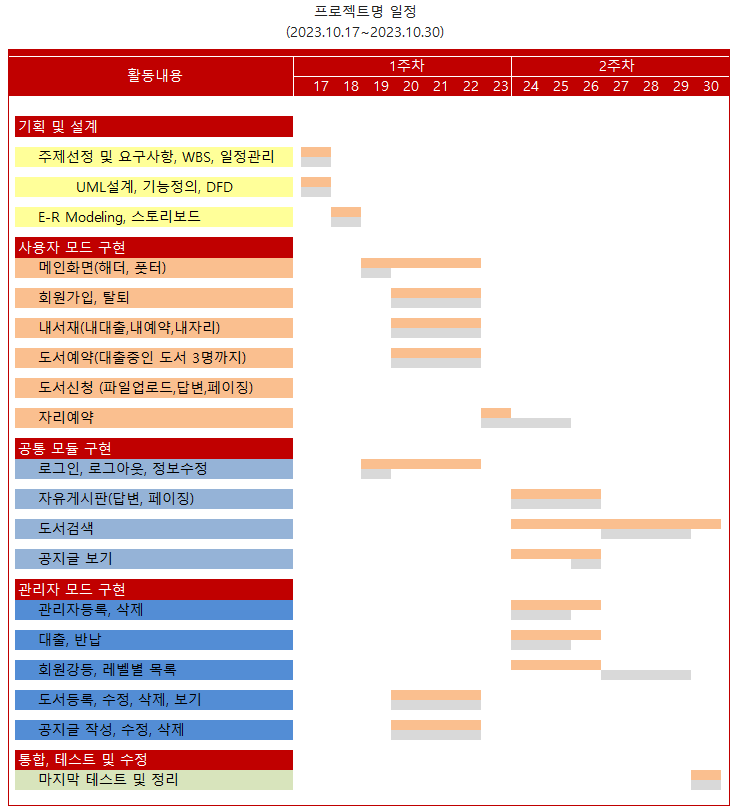 프로젝트명 일정
(2023.10.17~2023.10.30)
활동내용
1주차 2주차
17 18 19 20 21 22 23 24 25 26 27 28 29 30
기획 및 설계
주제선정 및 요구사항, WBS, 일정관리
UML설계, 기능정의, DFD
E-R Modeling, 스토리보드
사용자 모드 구현
메인화면(해더, 풋터)
회원가입, 탈퇴
내서재(내대출,내예약,내자리)
도서예약(대출중인 도서 3명까지)
도서신청 (파일업로드,답변,페이징)
자리예약
공통 모듈 구현
로그인, 로그아웃, 정보수정
자유게시판(답변, 페이징)
도서검색
공지글 보기
관리자 모드 구현
관리자등록, 삭제
대출, 반납
회원강등, 레벨별 목록
도서등록, 수정, 삭제, 보기
공지글 작성, 수정, 삭제
통합, 테스트 및 수정
마지막 테스트 및 정리